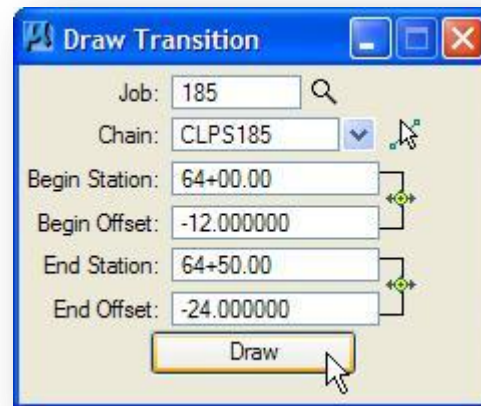 Draw Transition
Job: 185
Chain: CLPS185
Begin Station: 64+00.00
Begin Offset: -12.000000
End Station: 64+50.00
End Offset: -24.000000
Draw